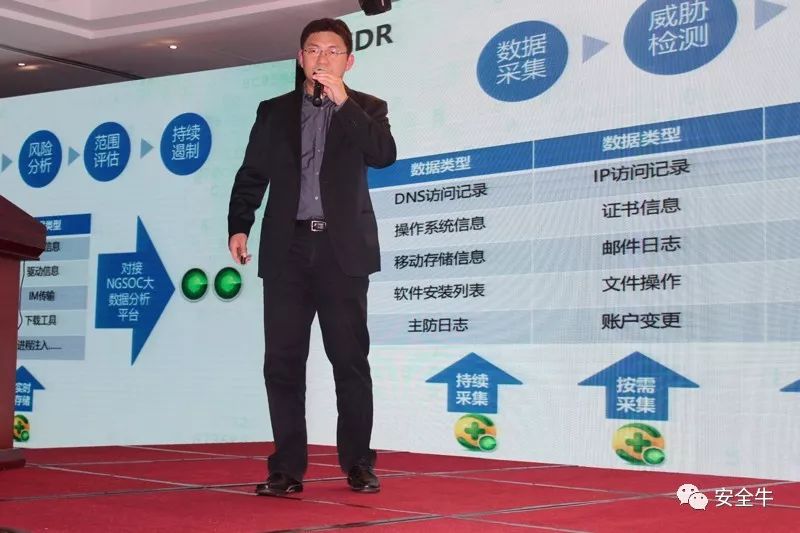 DR
数据
采集
威胁
检测
风险
分析
范围
评估
持续
遏制
类型
信息
驱动信息
IM传输
下载工具
进程注入......
实时
存储
对接
NGSOC大
数据分析
平台
数据类型
DNS访问记录
操作系统信息
移动存储信息
软件安装列表
主防日志
持续
采集
数据类型
IP访问记录
证书信息
邮件日志
文件操作
账户变更
按需
采集
安全牛